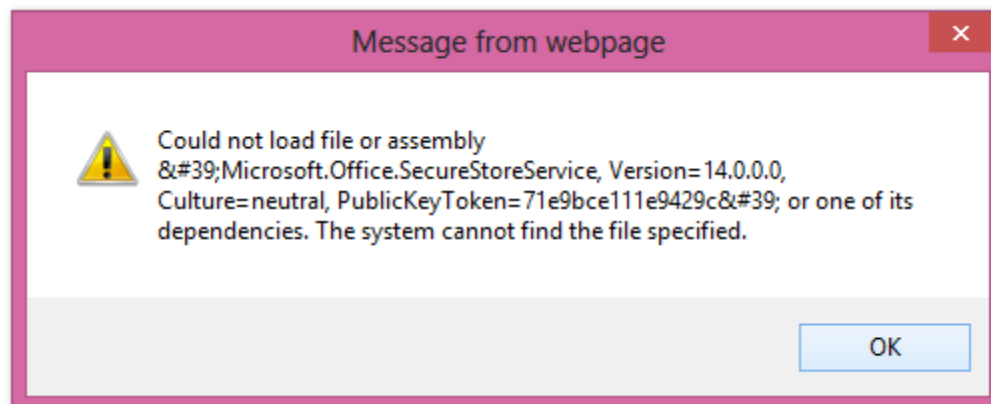 Message from webpage
×
Could not load file or assembly
&#39;Microsoft.Office.SecureStoreService, Version=14.0.0.0,
Culture=neutral, PublicKeyToken=71e9bce111e9429c&#39; or one of its
dependencies. The system cannot find the file specified.
OK